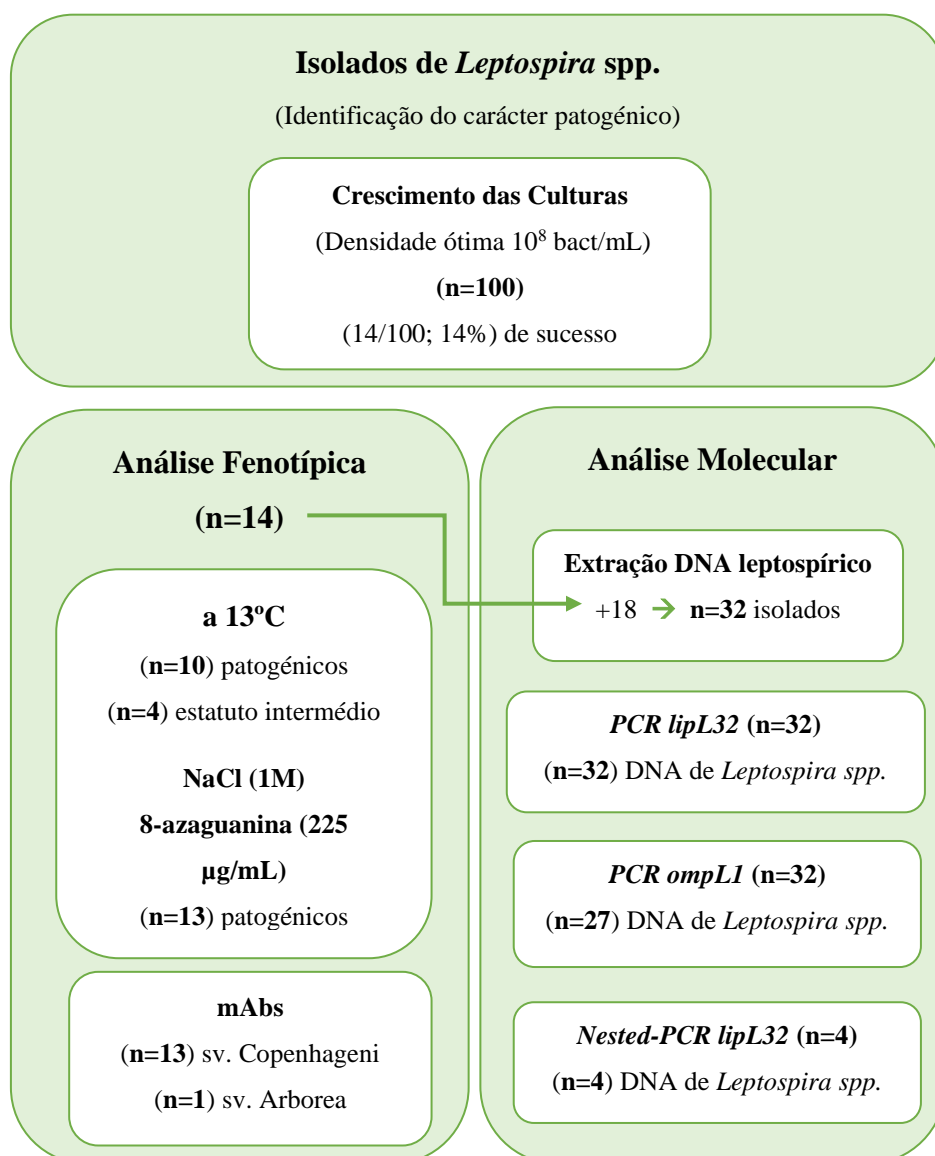 Isolados de Leptospira spp.
(Identificação do carácter patogénico)
Crescimento das Culturas
(Densidade ótima 10⁸ bact/mL)
(n=100)
(14/100; 14%) de sucesso
Análise Fenotípica
(n=14)
a 13ºC
(n=10) patogénicos
(n=4) estatuto intermédio
NaCl (1M)
8-azaguanina (225
µg/mL)
(n=13) patogénicos
mAbs
(n=13) sv. Copenhageni
(n=1) sv. Arborea
Análise Molecular
Extração DNA leptospírico
+18 → n=32 isolados
PCR lipL32 (n=32)
(n=32) DNA de Leptospira spp.
PCR ompL1 (n=32)
(n=27) DNA de Leptospira spp.
Nested-PCR lipL32 (n=4)
(n=4) DNA de Leptospira spp.